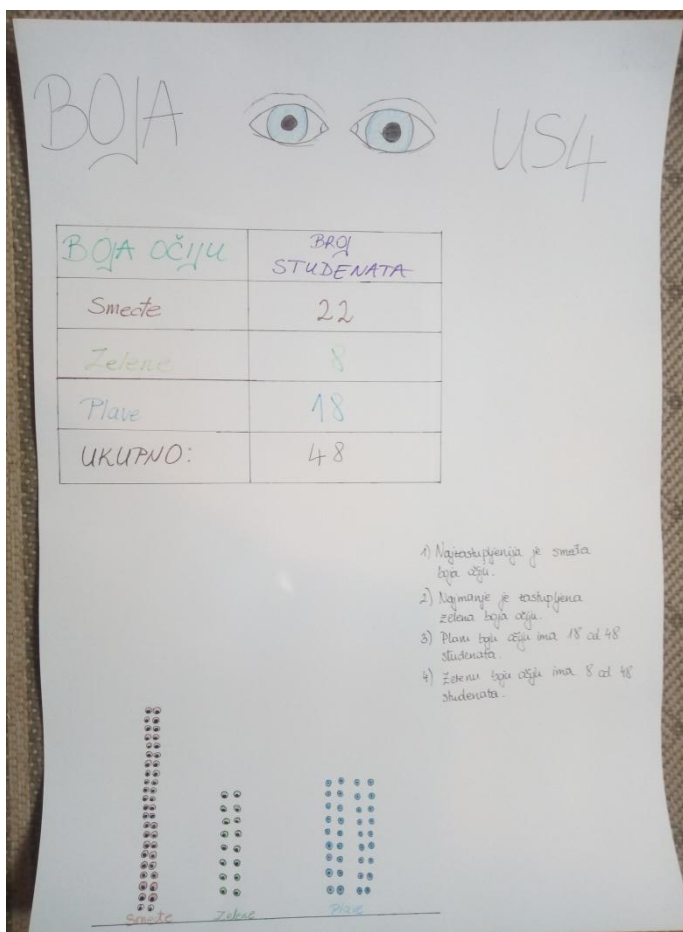 BOJA US4
BOJA OČIJU BROJ STUDENATA
Smeđe 22
Zelene 8
Plave 18
UKUPNO: 48
1) Najzastupljenija je smeđa
boja očiju.
2) Najmanje je zastupljena
zelena boja očiju.
3) Plavu boju očiju ima 18 od 48
studenata.
4) Zelenu boju očiju ima 8 od 48
studenata.
Smeđe Zelene Plave